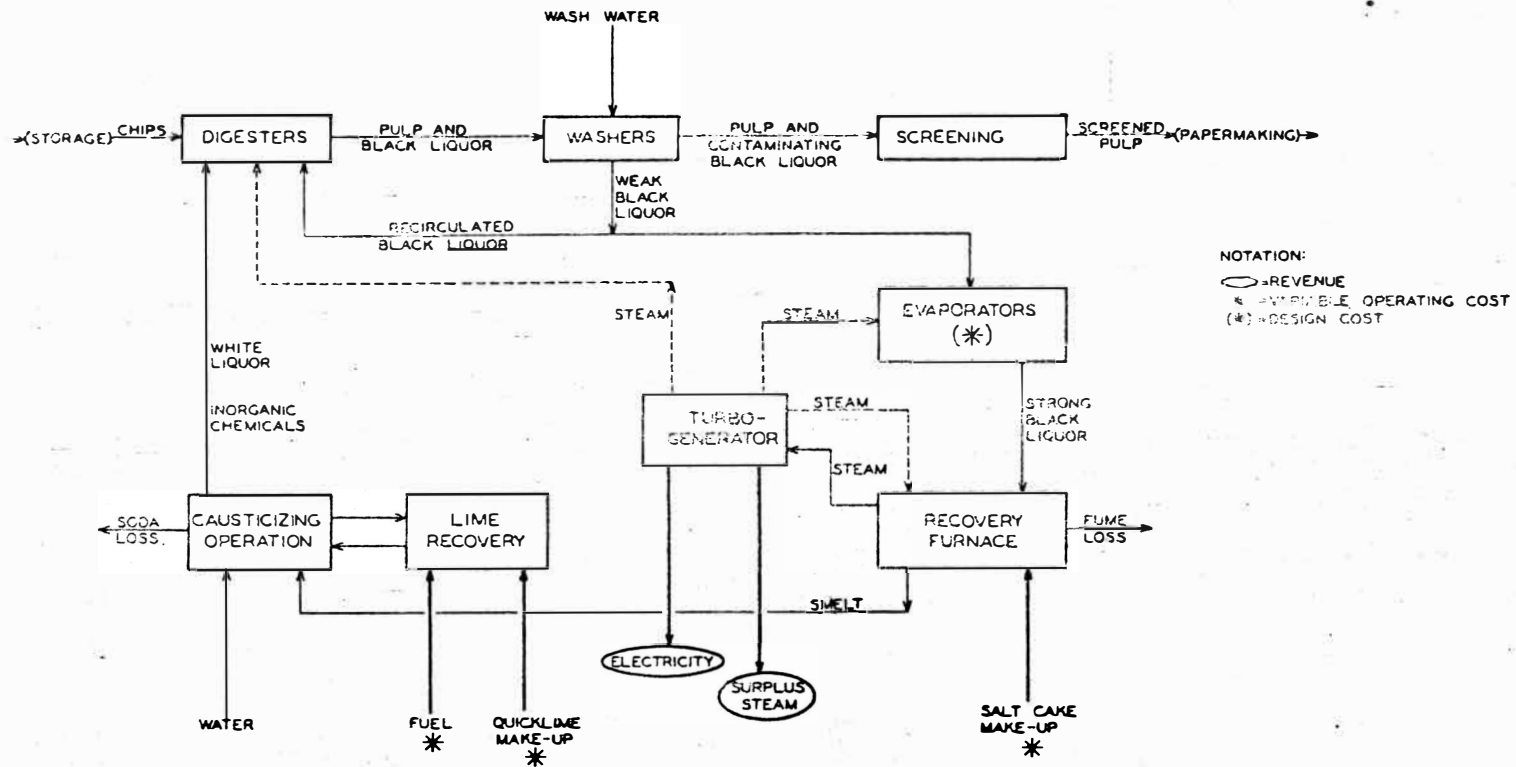 WASH WATER
(STORAGE)
CHIPS
DIGESTERS
PULP AND
BLACK LIQUOR
WASHERS
PULP AND
CONTAMINATING
BLACK LIQUOR
SCREENING
SCREENED
PULP
(PAPERMAKING)
WEAK
BLACK
LIQUOR
RECIRCULATED
BLACK LIQUOR
NOTATION:
=REVENUE
* =VARIABLE OPERATING COST
(*) =DESIGN COST
STEAM
STEAM
EVAPORATORS
(*)
WHITE
LIQUOR
INORGANIC
CHEMICALS
TURBO-
GENERATOR
STEAM
STEAM
STRONG
BLACK
LIQUOR
SODA
LOSS
CAUSTICIZING
OPERATION
LIME
RECOVERY
RECOVERY
FURNACE
FUME
LOSS
SMELT
ELECTRICITY
SURPLUS
STEAM
WATER
FUEL
*
QUICKLIME
MAKE-UP
*
SALT CAKE
MAKE-UP
*